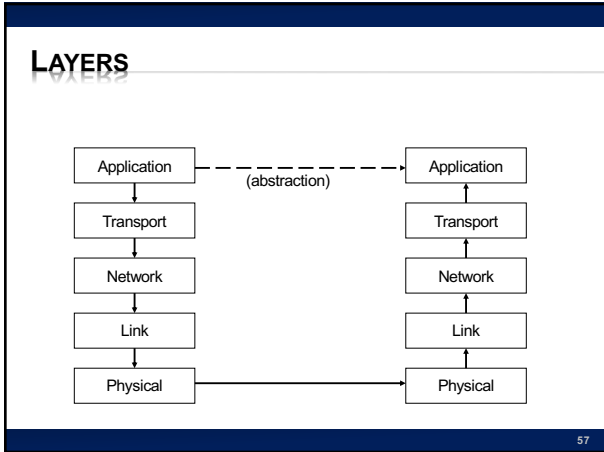 LAYERS
Application
(abstraction)
Application
Transport
Transport
Network
Network
Link
Link
Physical
Physical
57